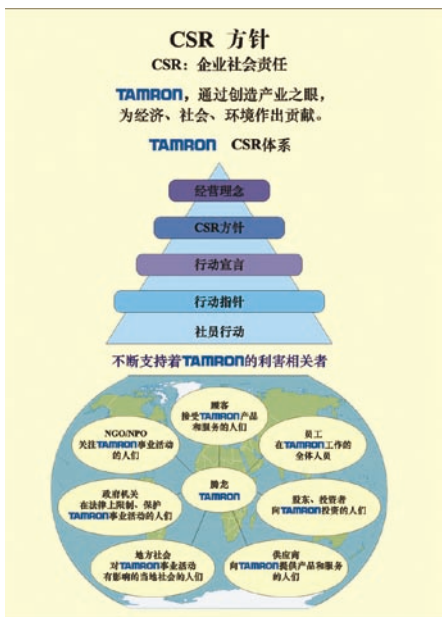 CSR 方针
CSR：企业社会责任
TAMRON，通过创造产业之眼，
为经济、社会、环境作出贡献。
TAMRON CSR体系
经营理念
CSR方针
行动宣言
行动指针
社员行动
不断支持着TAMRON的利害相关者
顾客
接受TAMRON产品
和服务的人们
NGO/NPO
关注TAMRON事业活动
的人们
员工
在TAMRON工作的
全体人员
腾龙
TAMRON
政府机关
在法律上限制、保护
TAMRON事业活动的人们
股东、投资者
向TAMRON投资的人们
地方社会
对TAMRON事业活动
有影响的当地社会的人们
供应商
向TAMRON提供产品和服务
的人们